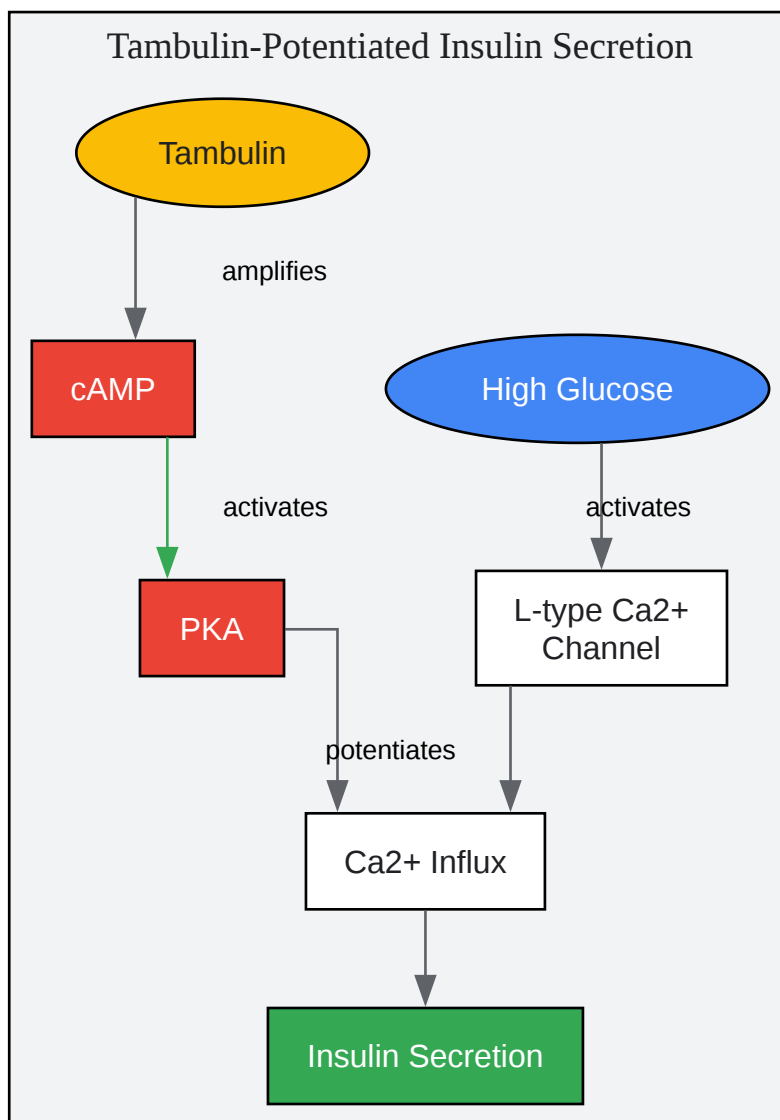 Tambulin-Potentiated Insulin Secretion
Tambulin
amplifies
cAMP
High Glucose
activates
activates
PKA
L-type Ca2+
Channel
potentiates
Ca2+ Influx
Insulin Secretion